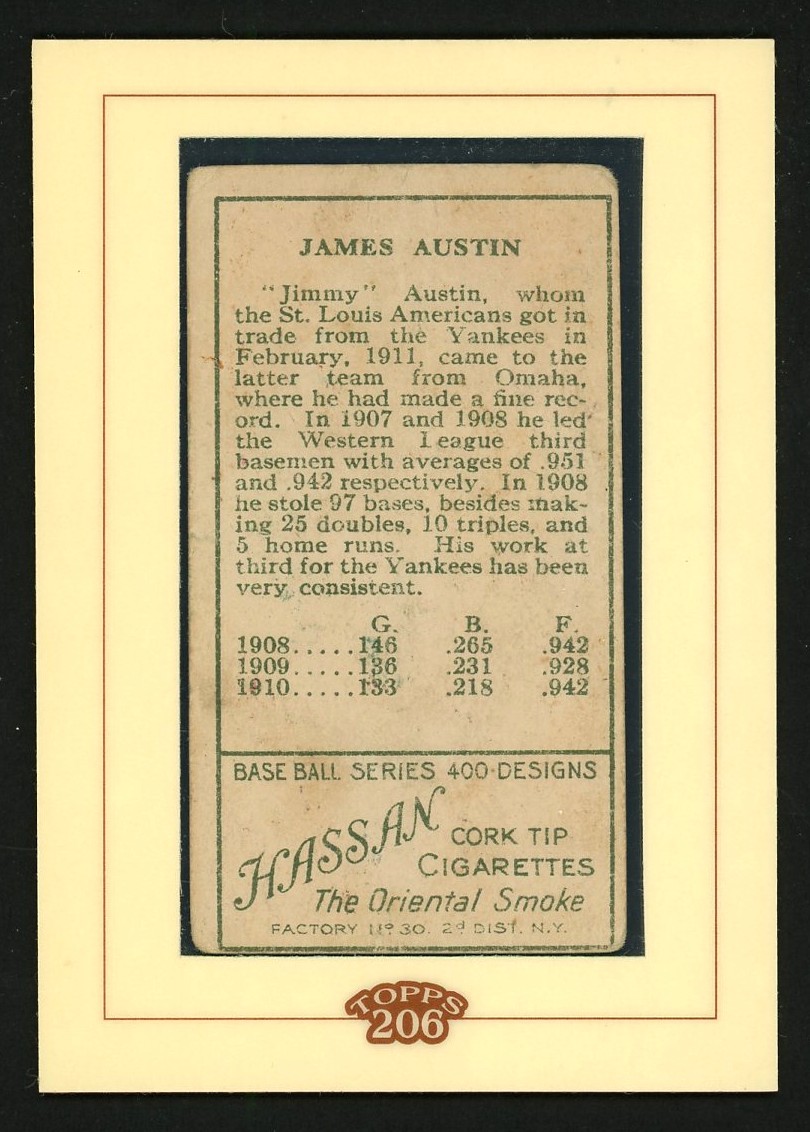 JAMES AUSTIN
"Jimmy" Austin, whom
the St. Louis Americans got in
trade from the Yankees in
February, 1911, came to the
latter team from Omaha,
where he had made a fine rec-
ord. In 1907 and 1908 he led
the Western League third
basemen with averages of .951
and .942 respectively. In 1908
he stole 97 bases, besides mak-
ing 25 doubles, 10 triples, and
5 home runs. His work at
third for the Yankees has been
very consistent.
G. B. F.
1908.....146 .265 .942
1909.....136 .231 .928
1910.....133 .218 .942
BASE BALL SERIES 400 DESIGNS
HASSAN CORK TIP
CIGARETTES
The Oriental Smoke
FACTORY Nº 30. 2d DIST. N.Y.
TOPPS
206